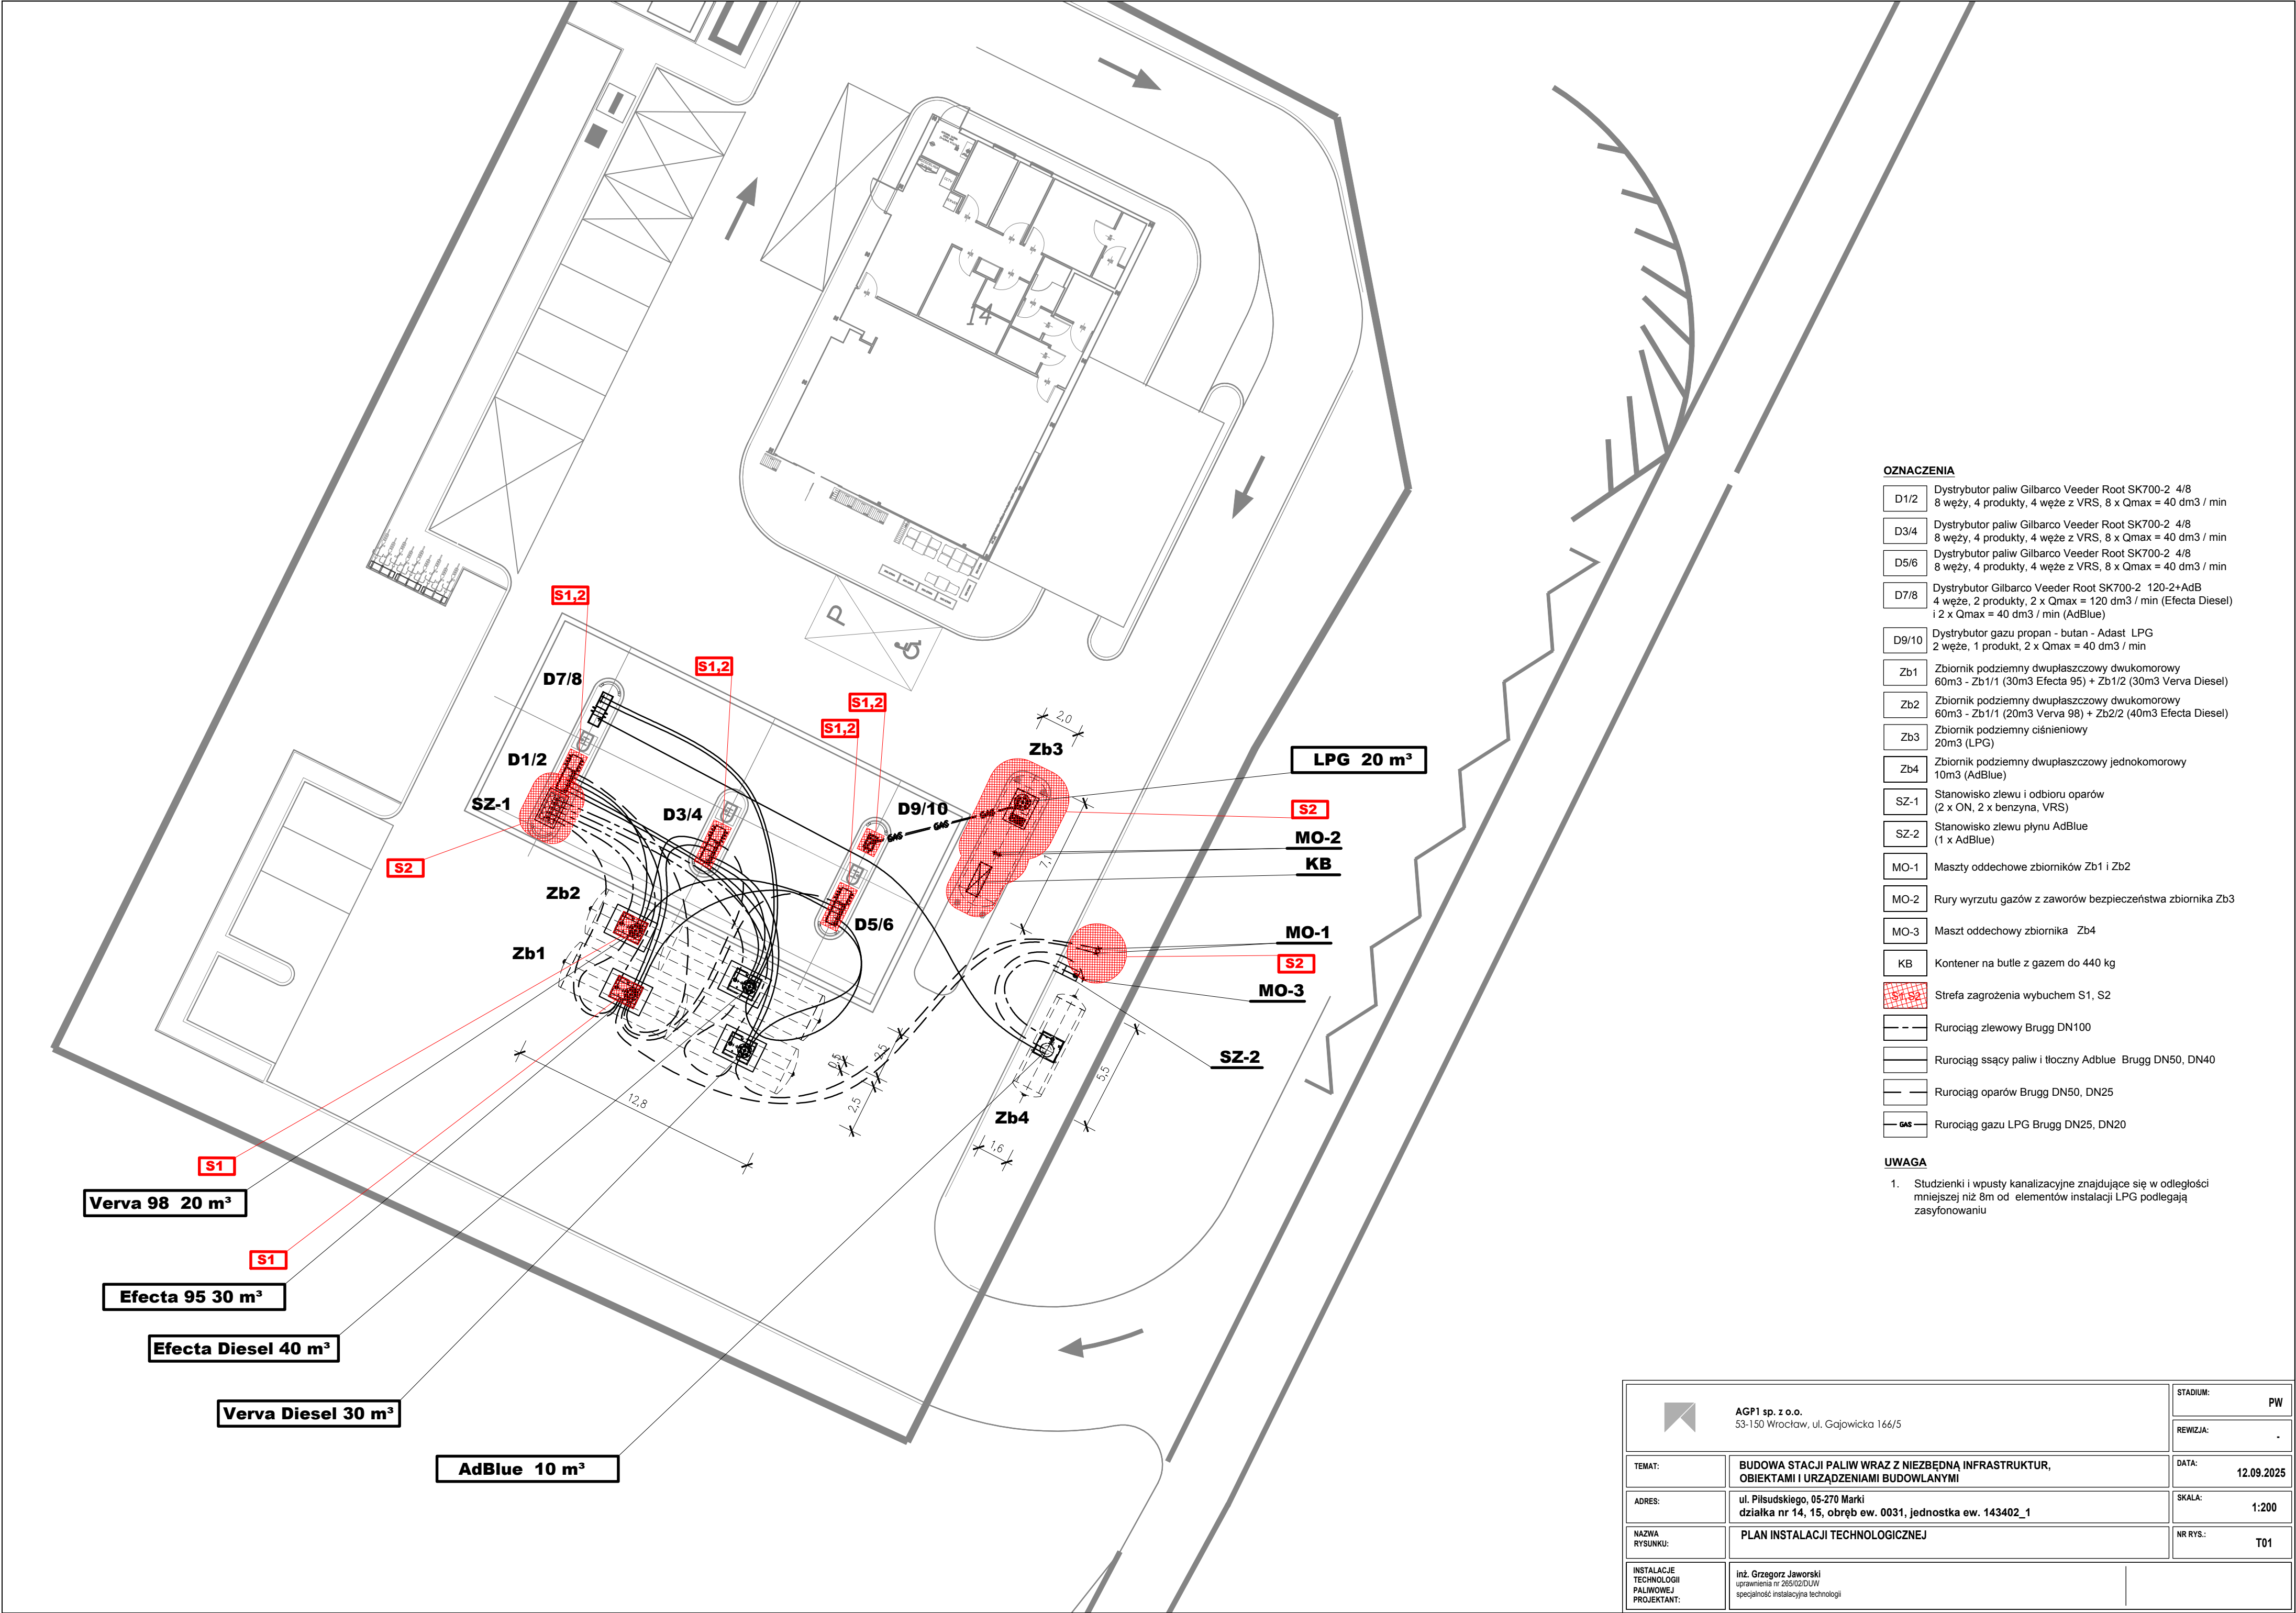 14
P
S1,2
S1,2
S1,2
S1,2
D7/8
D1/2
SZ-1
D3/4
D9/10
GAS
GAS
GAS
D5/6
S2
Zb2
Zb1
2,0
Zb3
LPG 20 m³
S2
MO-2
KB
7,1
MO-1
S2
MO-3
SZ-2
12,8
0,5
2,5
2,5
5,5
Zb4
1,6
S1
Verva 98 20 m³
S1
Efecta 95 30 m³
Efecta Diesel 40 m³
Verva Diesel 30 m³
AdBlue 10 m³
OZNACZENIA
D1/2 Dystrybutor paliw Gilbarco Veeder Root SK700-2 4/8
8 węży, 4 produkty, 4 węże z VRS, 8 x Qmax = 40 dm3 / min
D3/4 Dystrybutor paliw Gilbarco Veeder Root SK700-2 4/8
8 węży, 4 produkty, 4 węże z VRS, 8 x Qmax = 40 dm3 / min
D5/6 Dystrybutor paliw Gilbarco Veeder Root SK700-2 4/8
8 węży, 4 produkty, 4 węże z VRS, 8 x Qmax = 40 dm3 / min
D7/8 Dystrybutor Gilbarco Veeder Root SK700-2 120-2+AdB
4 węże, 2 produkty, 2 x Qmax = 120 dm3 / min (Efecta Diesel)
i 2 x Qmax = 40 dm3 / min (AdBlue)
D9/10 Dystrybutor gazu propan - butan - Adast LPG
2 węże, 1 produkt, 2 x Qmax = 40 dm3 / min
Zb1 Zbiornik podziemny dwupłaszczowy dwukomorowy
60m3 - Zb1/1 (30m3 Efecta 95) + Zb1/2 (30m3 Verva Diesel)
Zb2 Zbiornik podziemny dwupłaszczowy dwukomorowy
60m3 - Zb1/1 (20m3 Verva 98) + Zb2/2 (40m3 Efecta Diesel)
Zb3 Zbiornik podziemny ciśnieniowy
20m3 (LPG)
Zb4 Zbiornik podziemny dwupłaszczowy jednokomorowy
10m3 (AdBlue)
SZ-1 Stanowisko zlewu i odbioru oparów
(2 x ON, 2 x benzyna, VRS)
SZ-2 Stanowisko zlewu płynu AdBlue
(1 x AdBlue)
MO-1 Maszty oddechowe zbiorników Zb1 i Zb2
MO-2 Rury wyrzutu gazów z zaworów bezpieczeństwa zbiornika Zb3
MO-3 Maszt oddechowy zbiornika Zb4
KB Kontener na butle z gazem do 440 kg
S1,S2 Strefa zagrożenia wybuchem S1, S2
Rurociąg zlewowy Brugg DN100
Rurociąg ssący paliw i tłoczny Adblue Brugg DN50, DN40
Rurociąg oparów Brugg DN50, DN25
GAS Rurociąg gazu LPG Brugg DN25, DN20
UWAGA
1. Studzienki i wpusty kanalizacyjne znajdujące się w odległości
mniejszej niż 8m od elementów instalacji LPG podlegają
zasyfonowaniu
AGP1 sp. z o.o.
53-150 Wrocław, ul. Gajowicka 166/5
STADIUM:
PW
REWIZJA:
-
TEMAT:
BUDOWA STACJI PALIW WRAZ Z NIEZBĘDNĄ INFRASTRUKTUR,
OBIEKTAMI I URZĄDZENIAMI BUDOWLANYMI
DATA:
12.09.2025
ADRES:
ul. Piłsudskiego, 05-270 Marki
działka nr 14, 15, obręb ew. 0031, jednostka ew. 143402_1
SKALA:
1:200
NAZWA
RYSUNKU:
PLAN INSTALACJI TECHNOLOGICZNEJ
NR RYS.:
T01
INSTALACJE
TECHNOLOGII
PALIWOWEJ
PROJEKTANT:
inż. Grzegorz Jaworski
uprawnienia nr 265/02/DUW
specjalność instalacyjna technologii